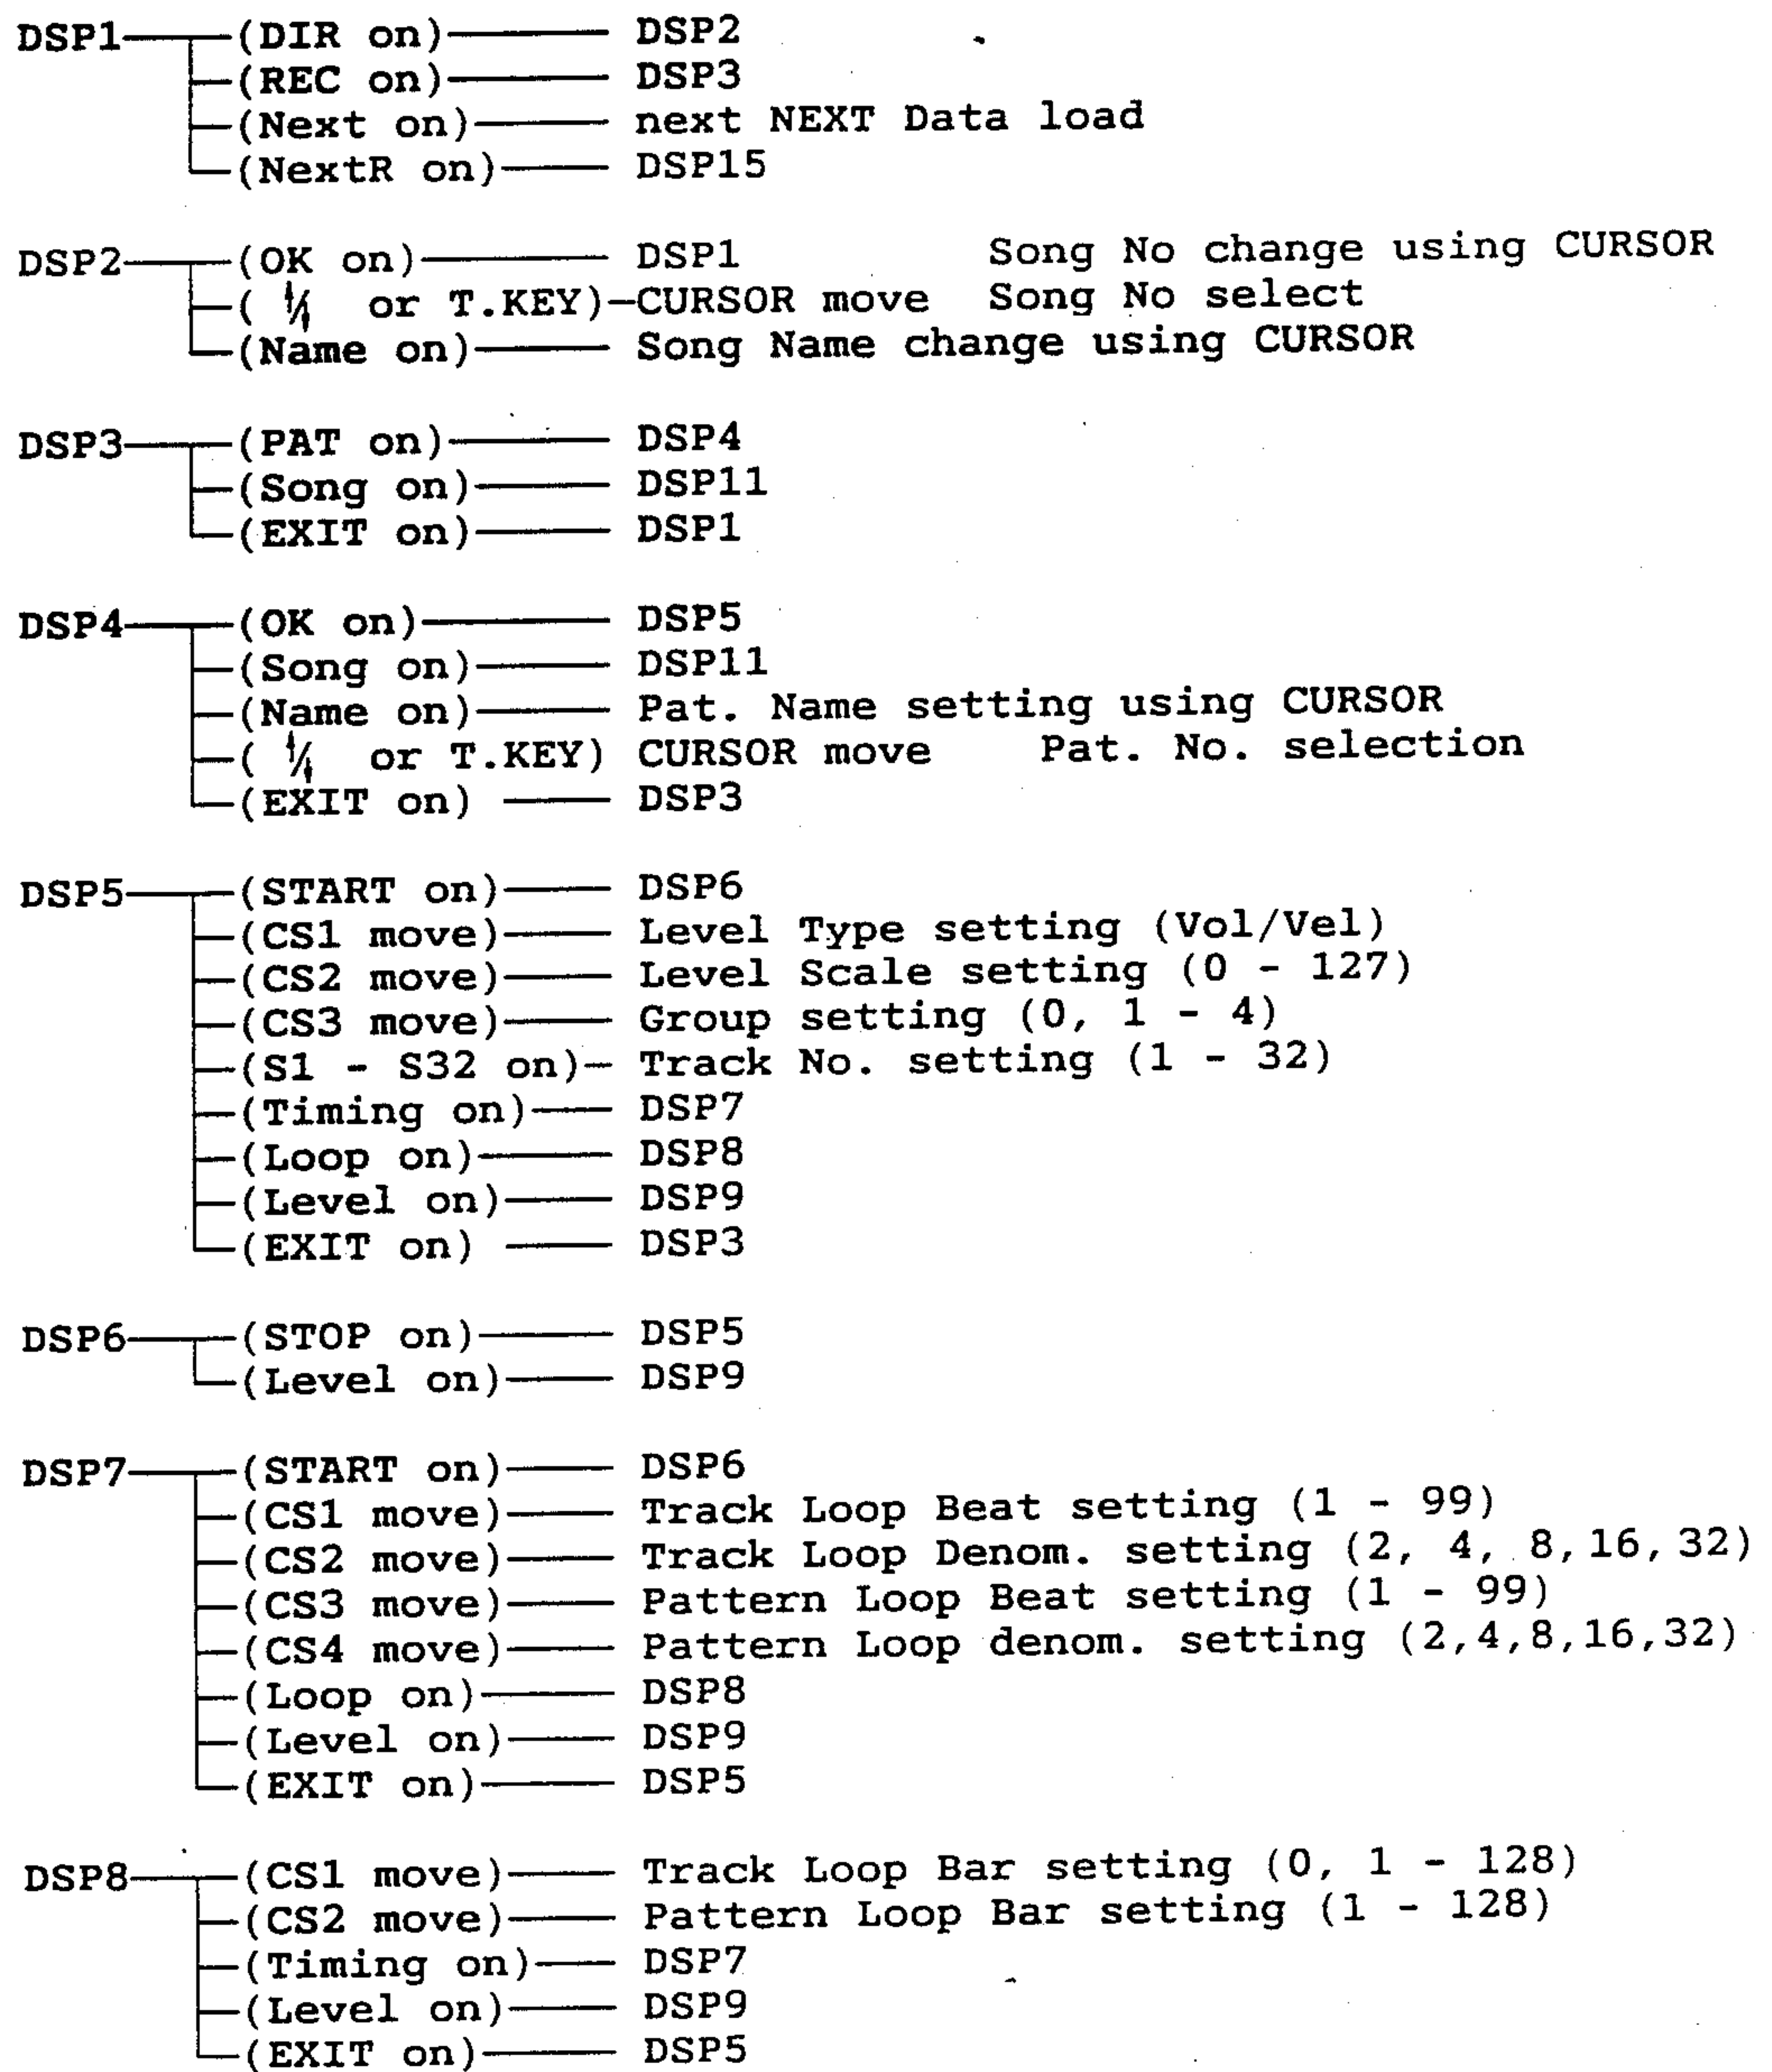 DSP1 (DIR on) DSP2
(REC on) DSP3
(Next on) next NEXT Data load
(NextR on) DSP15
DSP2 (OK on) DSP1 Song No change using CURSOR
( or T.KEY) CURSOR move Song No select
(Name on) Song Name change using CURSOR
DSP3 (PAT on) DSP4
(Song on) DSP11
(EXIT on) DSP1
DSP4 (OK on) DSP5
(Song on) DSP11
(Name on) Pat. Name setting using CURSOR
( or T.KEY) CURSOR move Pat. No. selection
(EXIT on) DSP3
DSP5 (START on) DSP6
(CS1 move) Level Type setting (Vol/Vel)
(CS2 move) Level Scale setting (0 - 127)
(CS3 move) Group setting (0, 1 - 4)
(S1 - S32 on) Track No. setting (1 - 32)
(Timing on) DSP7
(Loop on) DSP8
(Level on) DSP9
(EXIT on) DSP3
DSP6 (STOP on) DSP5
(Level on) DSP9
DSP7 (START on) DSP6
(CS1 move) Track Loop Beat setting (1 - 99)
(CS2 move) Track Loop Denom. setting (2, 4, 8,16,32)
(CS3 move) Pattern Loop Beat setting (1 - 99)
(CS4 move) Pattern Loop denom. setting (2,4,8,16,32)
(Loop on) DSP8
(Level on) DSP9
(EXIT on) DSP5
DSP8 (CS1 move) Track Loop Bar setting (0, 1 - 128)
(CS2 move) Pattern Loop Bar setting (1 - 128)
(Timing on) DSP7
(Level on) DSP9
(EXIT on) DSP5